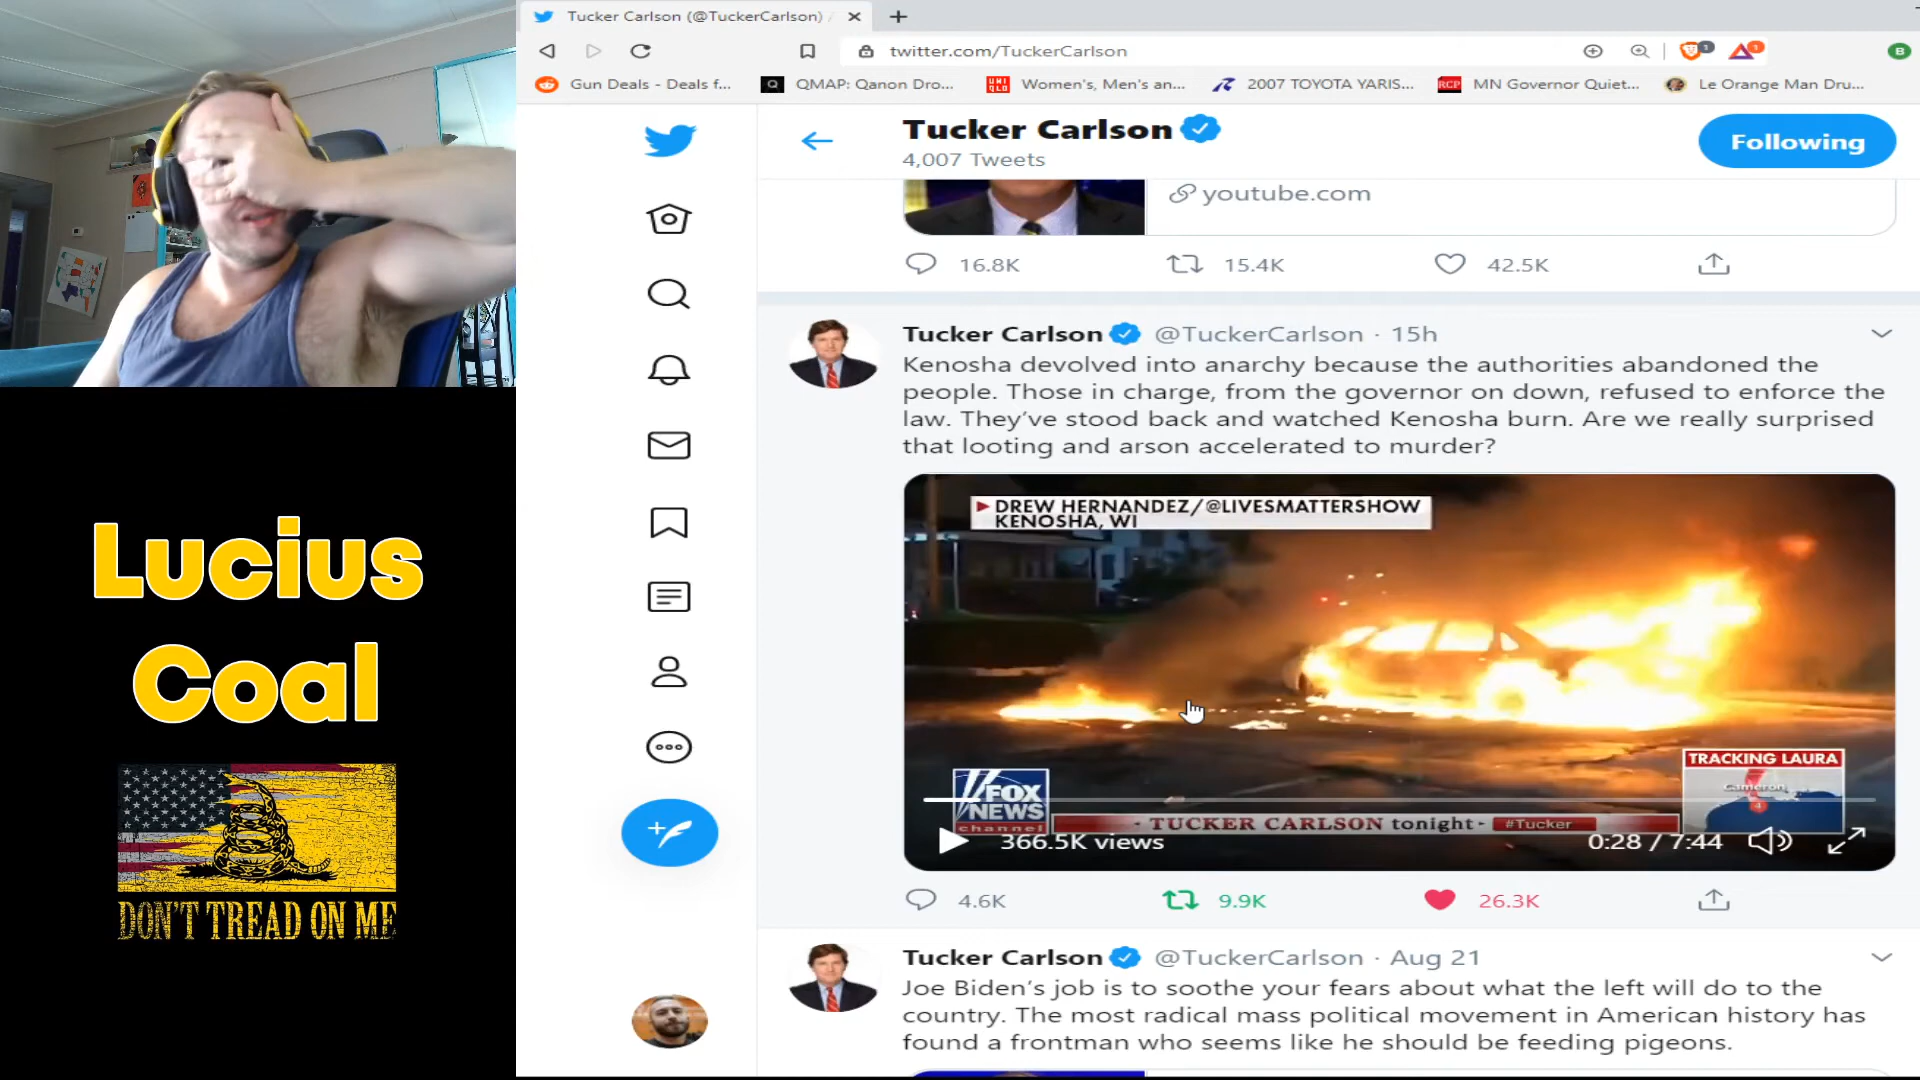 Tucker Carlson (@TuckerCarlson) /
twitter.com/TuckerCarlson
1
1
B
Gun Deals - Deals f...
Q
QMAP: Qanon Dro...
UNI
QLO
Women's, Men's an...
2007 TOYOTA YARIS...
RCP
MN Governor Quiet...
Le Orange Man Dru...
Tucker Carlson
4,007 Tweets
Following
youtube.com
16.8K
15.4K
42.5K
Tucker Carlson @TuckerCarlson · 15h
Kenosha devolved into anarchy because the authorities abandoned the
people. Those in charge, from the governor on down, refused to enforce the
law. They've stood back and watched Kenosha burn. Are we really surprised
that looting and arson accelerated to murder?
DREW HERNANDEZ/@LIVESMATTERSHOW
KENOSHA, WI
TRACKING LAURA
Cameron
4
FOX
NEWS
channel
TUCKER CARLSON tonight
#Tucker
366.5K views
0:28 / 7:44
4.6K
9.9K
26.3K
Tucker Carlson @TuckerCarlson · Aug 21
Joe Biden's job is to soothe your fears about what the left will do to the
country. The most radical mass political movement in American history has
found a frontman who seems like he should be feeding pigeons.
Lucius
Coal
DON'T TREAD ON ME